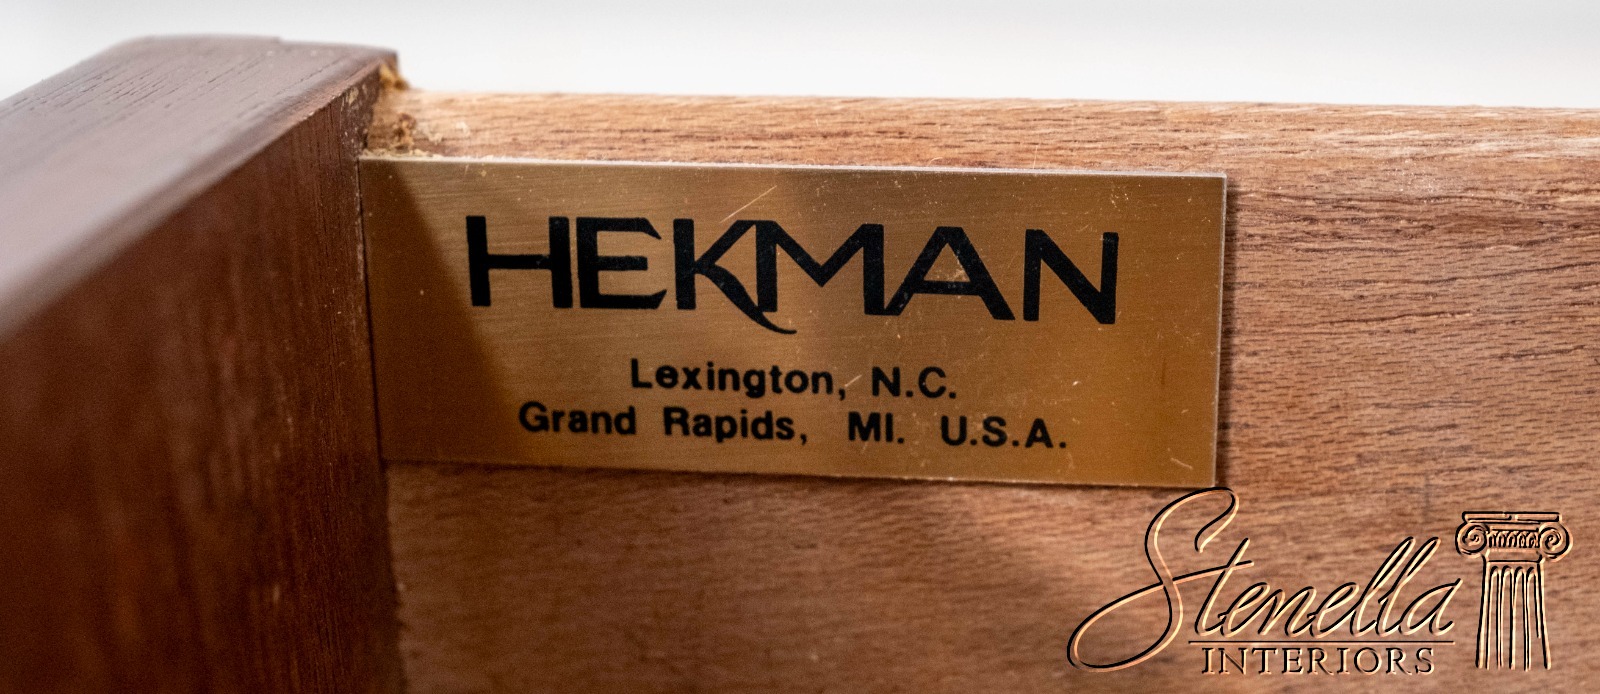 HEKMAN
Lexington, N.C.
Grand Rapids, MI. U.S.A.
Stenella
INTERIORS